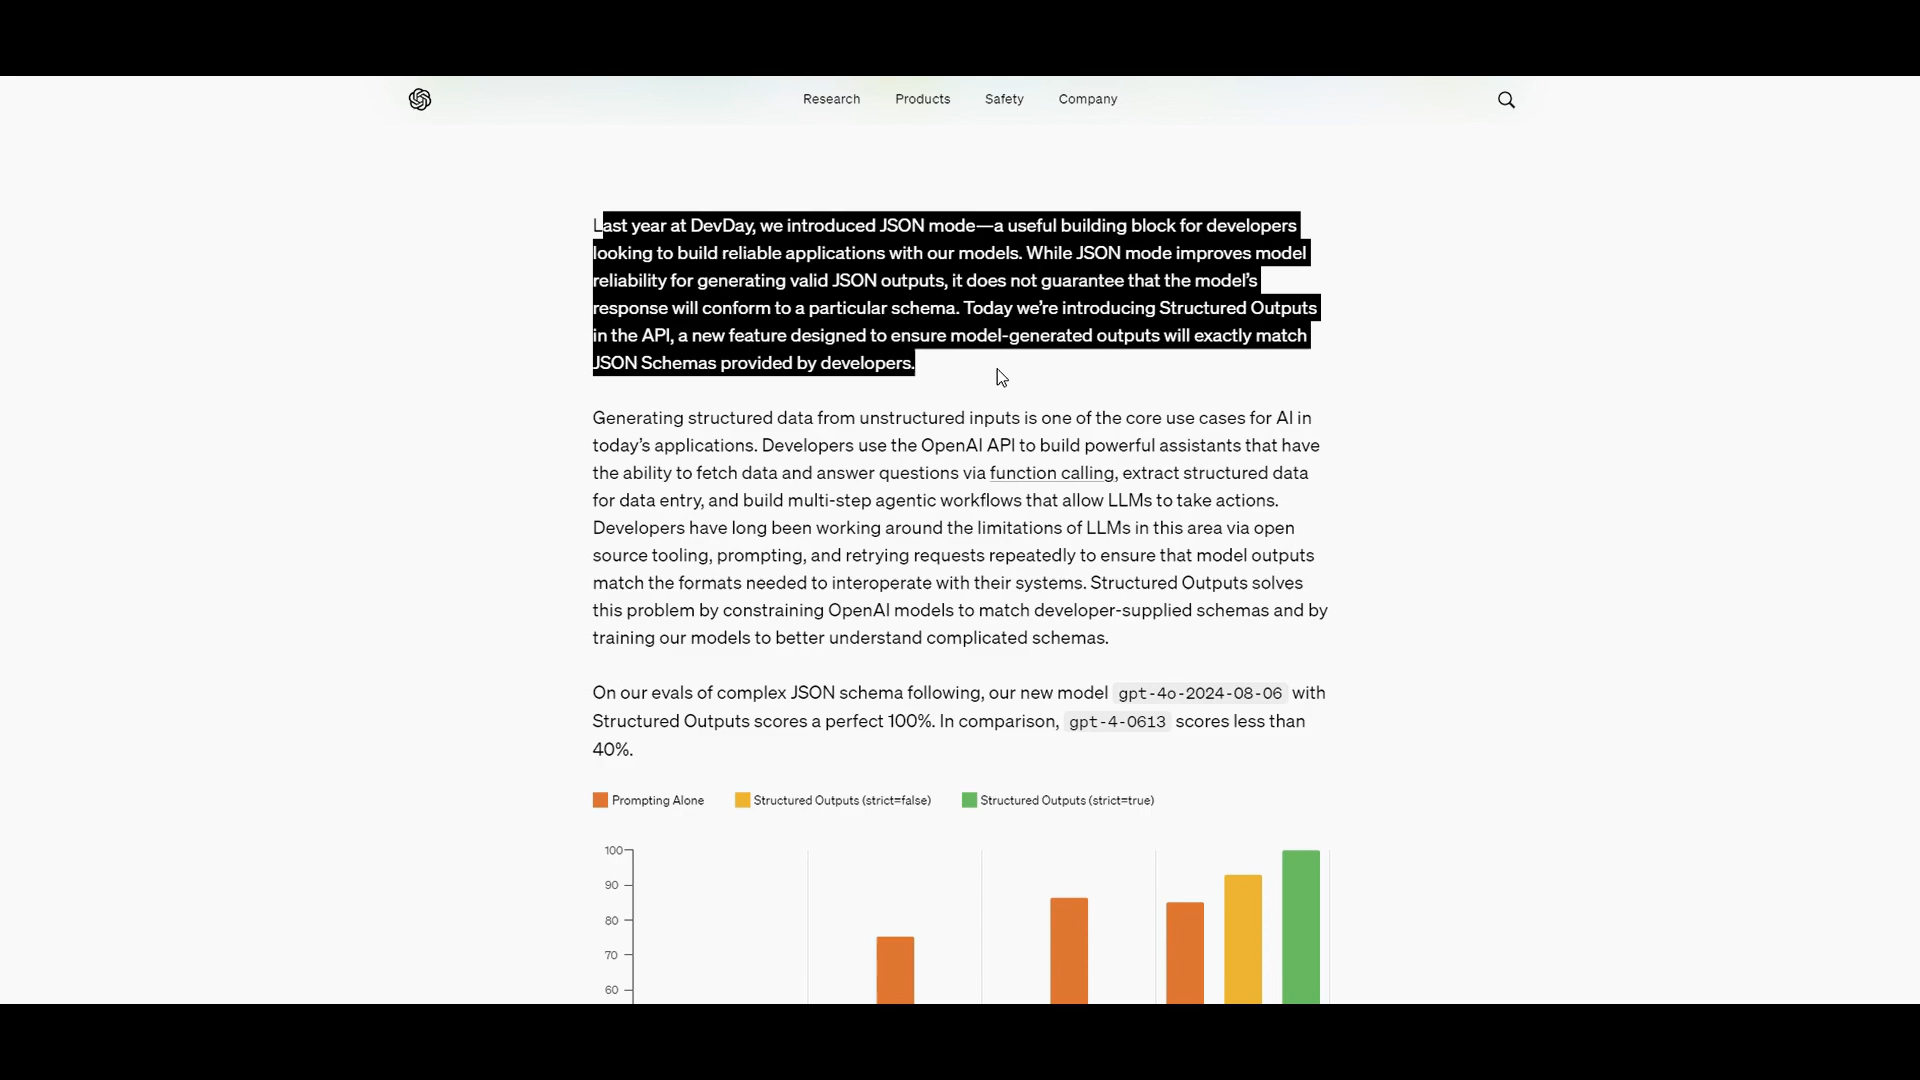 Research Products Safety Company
Last year at DevDay, we introduced JSON mode—a useful building block for developers
looking to build reliable applications with our models. While JSON mode improves model
reliability for generating valid JSON outputs, it does not guarantee that the model’s
response will conform to a particular schema. Today we’re introducing Structured Outputs
in the API, a new feature designed to ensure model-generated outputs will exactly match
JSON Schemas provided by developers.
Generating structured data from unstructured inputs is one of the core use cases for AI in
today’s applications. Developers use the OpenAI API to build powerful assistants that have
the ability to fetch data and answer questions via function calling, extract structured data
for data entry, and build multi-step agentic workflows that allow LLMs to take actions.
Developers have long been working around the limitations of LLMs in this area via open
source tooling, prompting, and retrying requests repeatedly to ensure that model outputs
match the formats needed to interoperate with their systems. Structured Outputs solves
this problem by constraining OpenAI models to match developer-supplied schemas and by
training our models to better understand complicated schemas.
On our evals of complex JSON schema following, our new model gpt-4o-2024-08-06 with
Structured Outputs scores a perfect 100%. In comparison, gpt-4-0613 scores less than
40%.
Prompting Alone Structured Outputs (strict=false) Structured Outputs (strict=true)
100
90
80
70
60